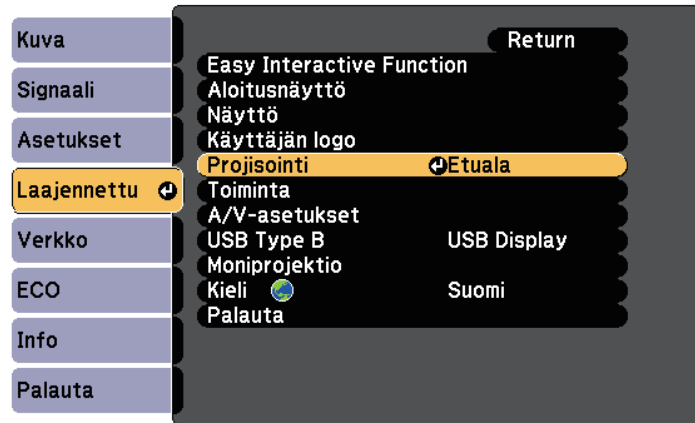 Kuva
Signaali
Asetukset
Laajennettu
Verkko
ECO
Info
Palauta
Return
Easy Interactive Function
Aloitusnäyttö
Näyttö
Käyttäjän logo
Projisointi Etuala
Toiminta
A/V-asetukset
USB Type B USB Display
Moniprojektio
Kieli Suomi
Palauta